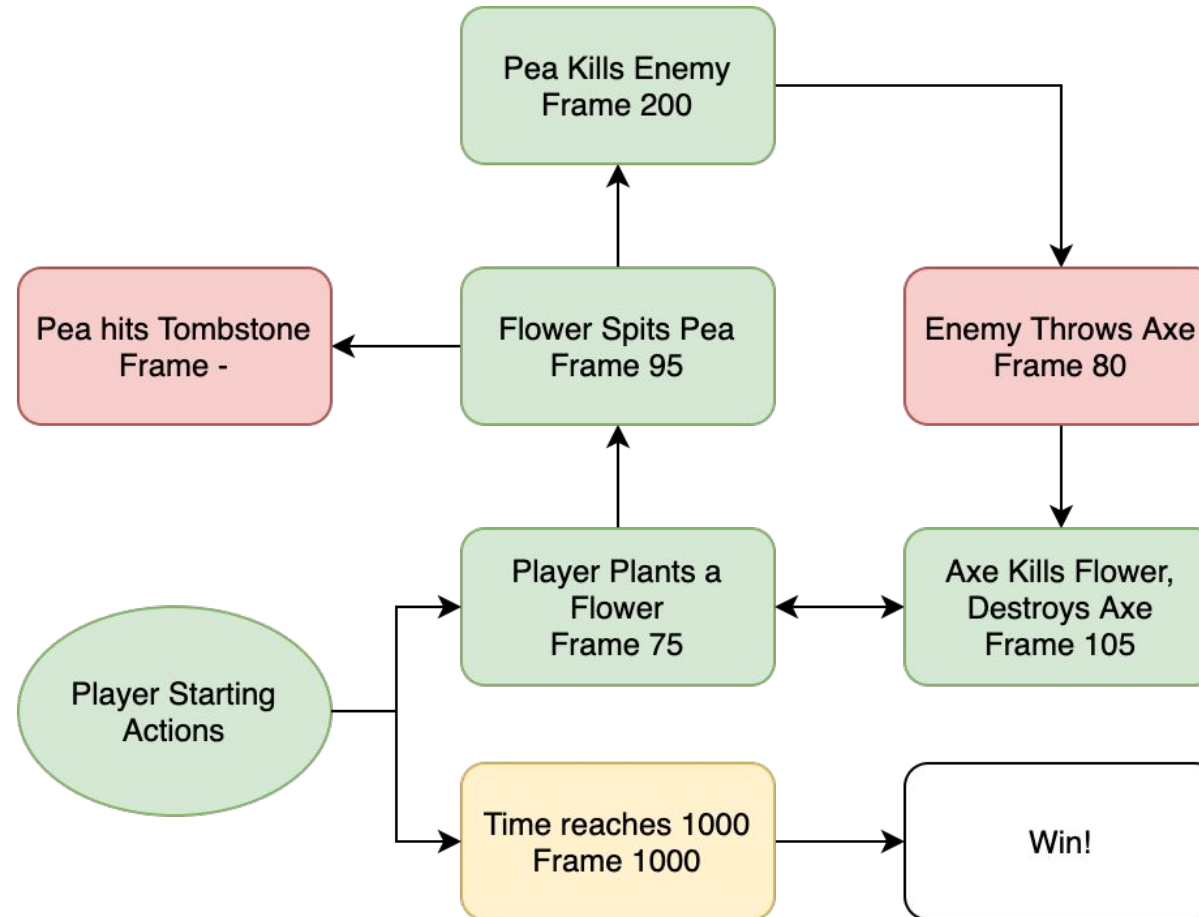 Pea Kills Enemy
Frame 200
Pea hits Tombstone
Frame -
Flower Spits Pea
Frame 95
Enemy Throws Axe
Frame 80
Player Plants a
Flower
Frame 75
Axe Kills Flower,
Destroys Axe
Frame 105
Player Starting
Actions
Time reaches 1000
Frame 1000
Win!